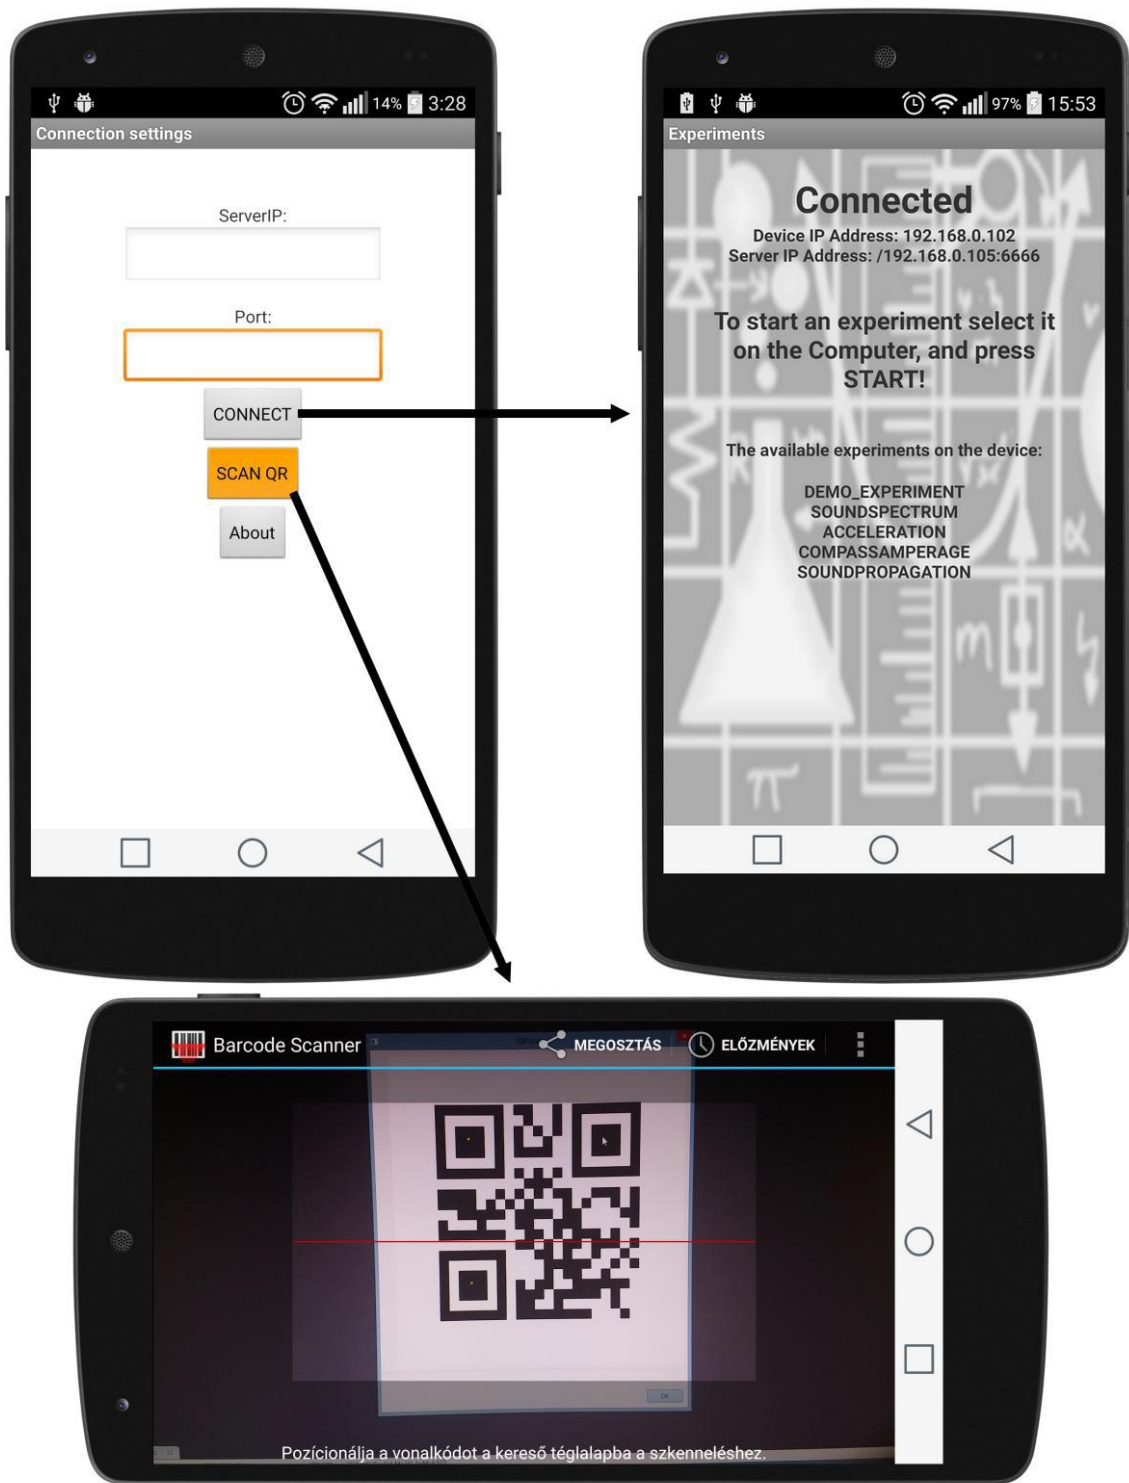 14% 3:28
Connection settings
ServerIP:
Port:
CONNECT
SCAN QR
About
97% 15:53
Experiments
Connected
Device IP Address: 192.168.0.102
Server IP Address: /192.168.0.105:6666
To start an experiment select it
on the Computer, and press
START!
The available experiments on the device:
DEMO_EXPERIMENT
SOUNDSPECTRUM
ACCELERATION
COMPASSAMPERAGE
SOUNDPROPAGATION
m
π
α
Barcode Scanner
MEGOSZTÁS
ELŐZMÉNYEK
OK
Pozícionálja a vonalkódot a kereső téglalapba a szkenneléshez.